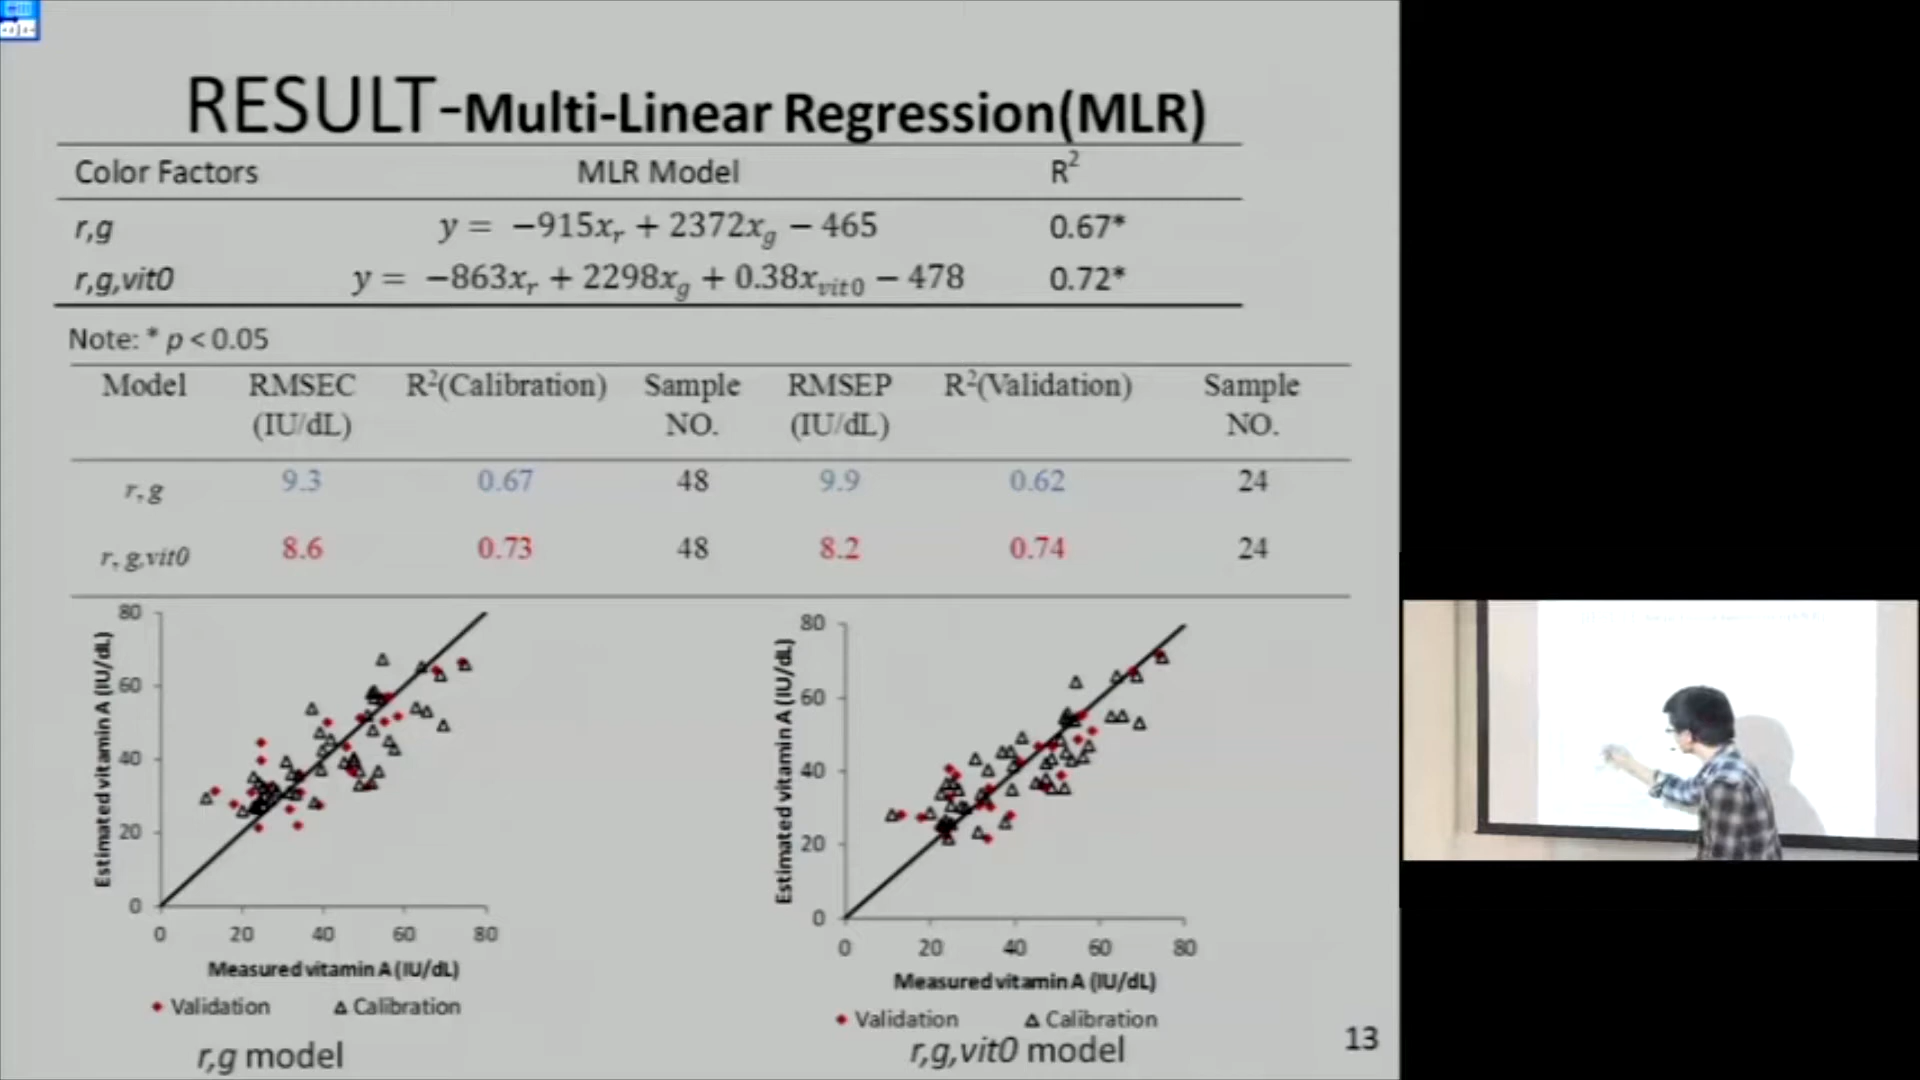 RESULT-Multi-Linear Regression(MLR)
Color Factors MLR Model R²
r,g y = −915xᵣ + 2372x_g − 465 0.67*
r,g,vit0 y = −863xᵣ + 2298x_g + 0.38x_vit0 − 478 0.72*
Note: * p < 0.05
Model RMSEC (IU/dL) R²(Calibration) Sample NO. RMSEP (IU/dL) R²(Validation) Sample NO.
r, g 9.3 0.67 48 9.9 0.62 24
r, g,vit0 8.6 0.73 48 8.2 0.74 24
Estimated vitamin A (IU/dL)
80
60
40
20
0
0 20 40 60 80
Measured vitamin A (IU/dL)
Validation Calibration
r,g model
Estimated vitamin A (IU/dL)
80
60
40
20
0
0 20 40 60 80
Measured vitamin A (IU/dL)
Validation Calibration
r,g,vit0 model
13